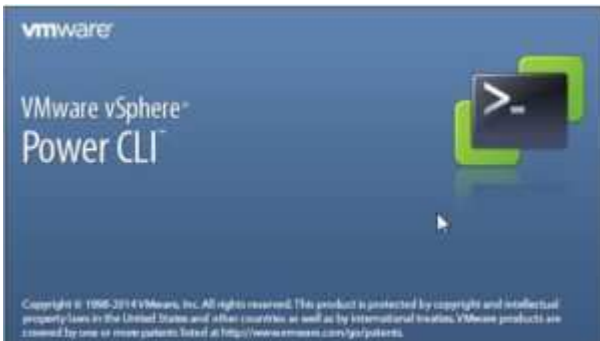 vmware
VMware vSphere®
Power CLI™
>_
Copyright © 1998-2014 VMware, Inc. All rights reserved. This product is protected by copyright and intellectual
property laws in the United States and other countries as well as by international treaties. VMware products are
covered by one or more patents listed at http://www.vmware.com/go/patents.